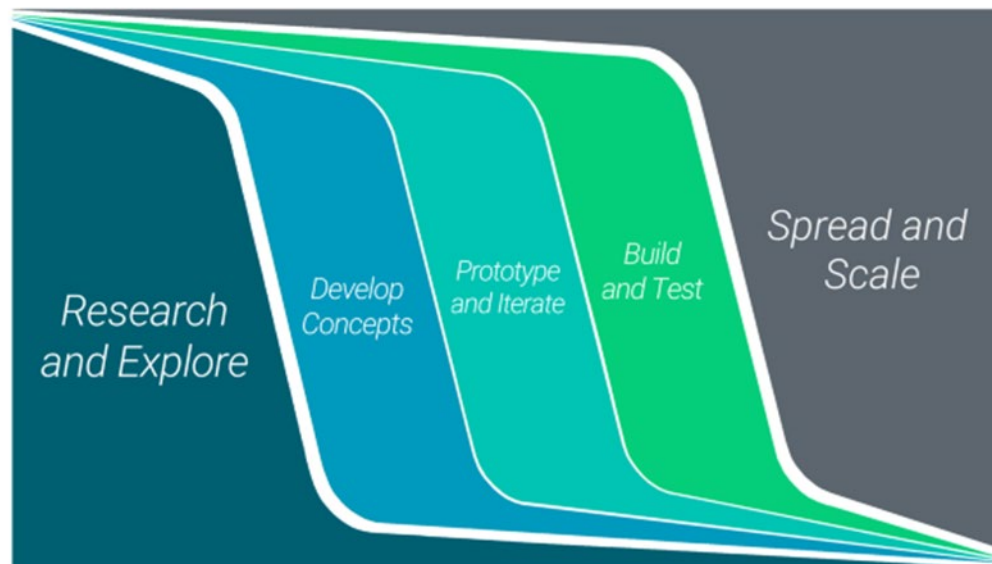 Research
and Explore
Develop
Concepts
Prototype
and Iterate
Build
and Test
Spread and
Scale